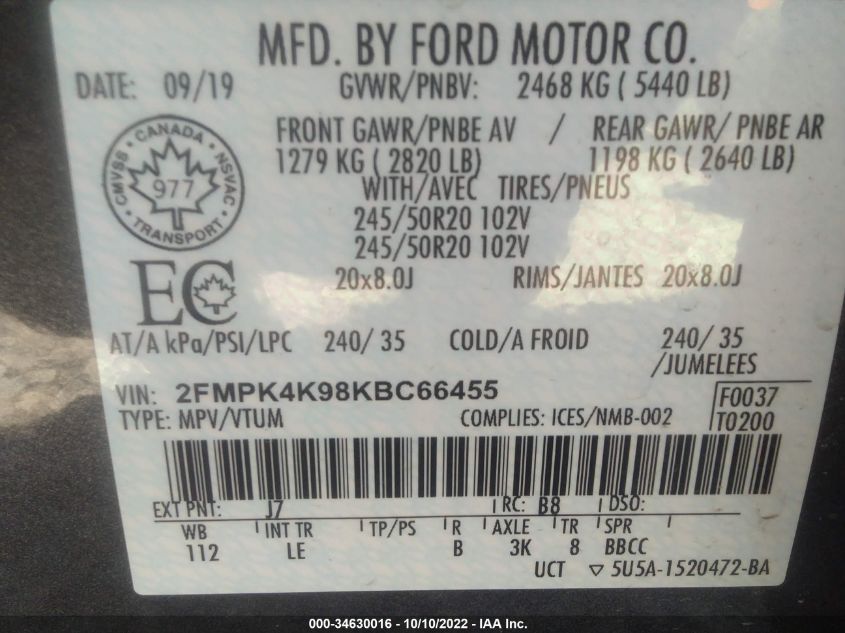 MFD. BY FORD MOTOR CO.
DATE: 09/19 GVWR/PNBV: 2468 KG ( 5440 LB)
FRONT GAWR/PNBE AV / REAR GAWR/ PNBE AR
1279 KG ( 2820 LB) 1198 KG ( 2640 LB)
WITH/AVEC TIRES/PNEUS
245/50R20 102V
245/50R20 102V
20x8.0J RIMS/JANTES 20x8.0J
CANADA
CMVSS NSVAC
977
TRANSPORT
EC
AT/A kPa/PSI/LPC 240/ 35 COLD/A FROID 240/ 35
/JUMELEES
VIN: 2FMPK4K98KBC66455
TYPE: MPV/VTUM COMPLIES: ICES/NMB-002
F0037
T0200
EXT PNT: J7 RC: B8 DSO:
WB INT TR TP/PS R AXLE TR SPR
112 LE B 3K 8 BBCC
UCT ▽ 5U5A-1520472-BA
000-34630016 - 10/10/2022 - IAA Inc.